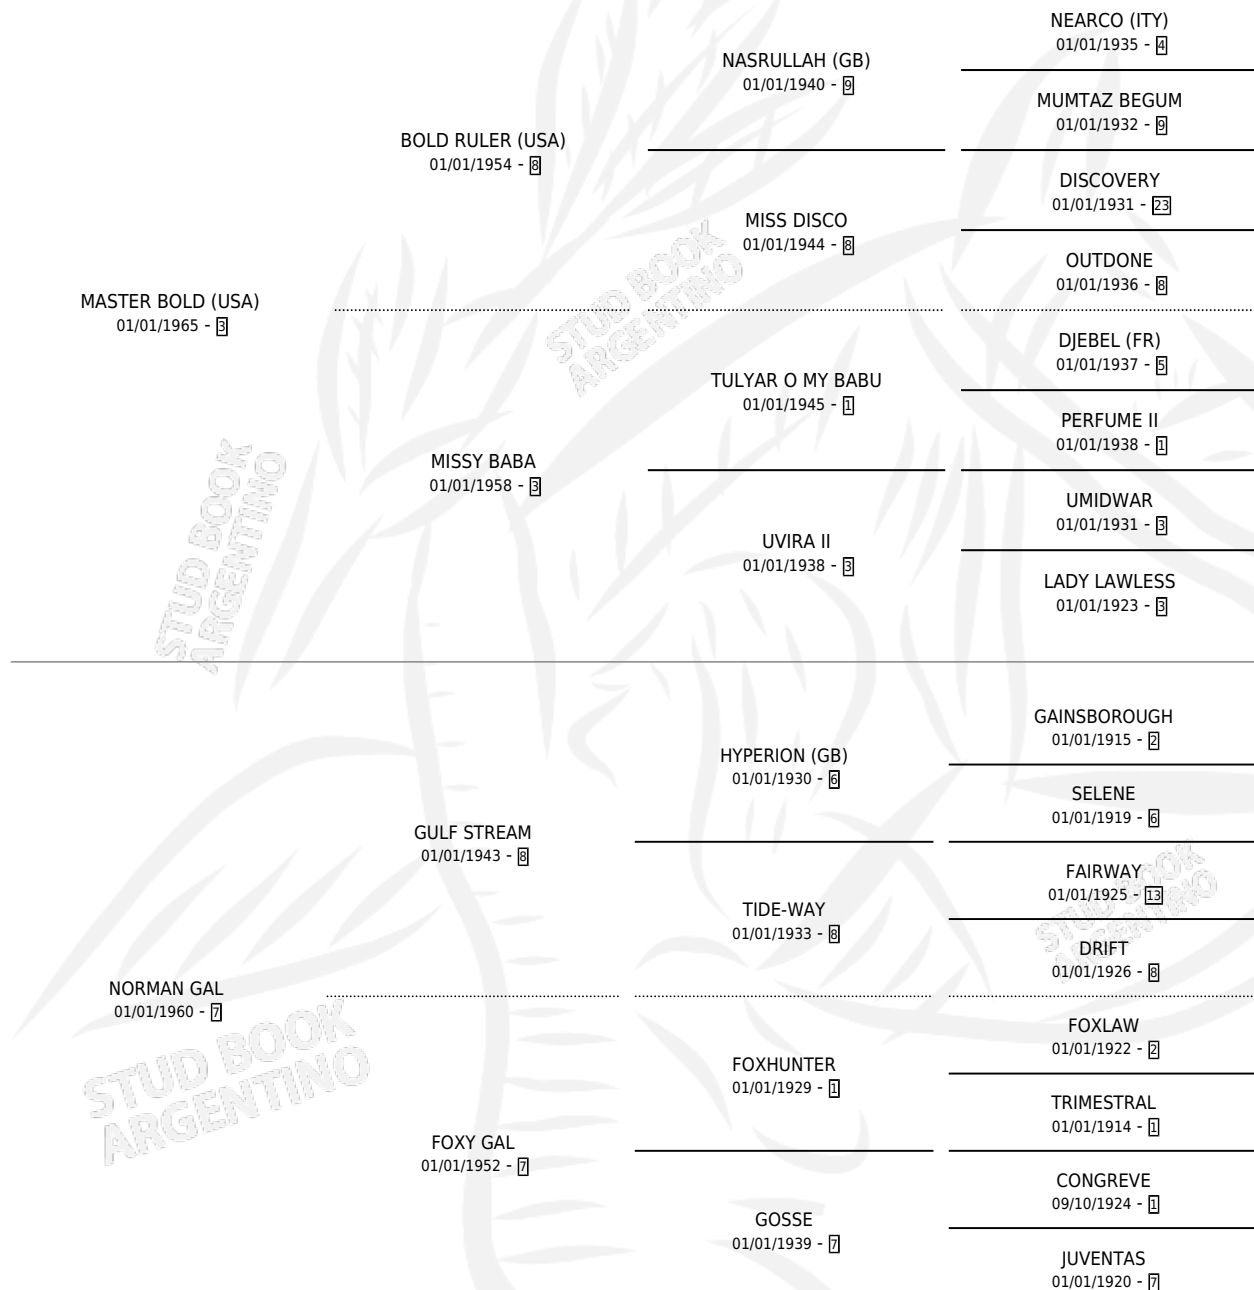 NEARCO (ITY)
01/01/1935 - 4
NASRULLAH (GB)
01/01/1940 - 9
MUMTAZ BEGUM
01/01/1932 - 9
BOLD RULER (USA)
01/01/1954 - 8
DISCOVERY
01/01/1931 - 23
MISS DISCO
01/01/1944 - 8
OUTDONE
01/01/1936 - 8
MASTER BOLD (USA)
01/01/1965 - 3
STUD BOOK
ARGENTINO
DJEBEL (FR)
01/01/1937 - 5
TULYAR O MY BABU
01/01/1945 - 1
PERFUME II
01/01/1938 - 1
MISSY BABA
01/01/1958 - 3
UMIDWAR
01/01/1931 - 3
UVIRA II
01/01/1938 - 3
LADY LAWLESS
01/01/1923 - 3
STUD BOOK
ARGENTINO
GAINSBOROUGH
01/01/1915 - 2
HYPERION (GB)
01/01/1930 - 6
SELENE
01/01/1919 - 6
GULF STREAM
01/01/1943 - 8
FAIRWAY
01/01/1925 - 13
TIDE-WAY
01/01/1933 - 8
STUD BOOK
ARGENTINO
DRIFT
01/01/1926 - 8
NORMAN GAL
01/01/1960 - 7
FOXLAW
01/01/1922 - 2
FOXHUNTER
01/01/1929 - 1
TRIMESTRAL
01/01/1914 - 1
STUD BOOK
ARGENTINO
FOXY GAL
01/01/1952 - 7
CONGREVE
09/10/1924 - 1
GOSSE
01/01/1939 - 7
JUVENTAS
01/01/1920 - 7